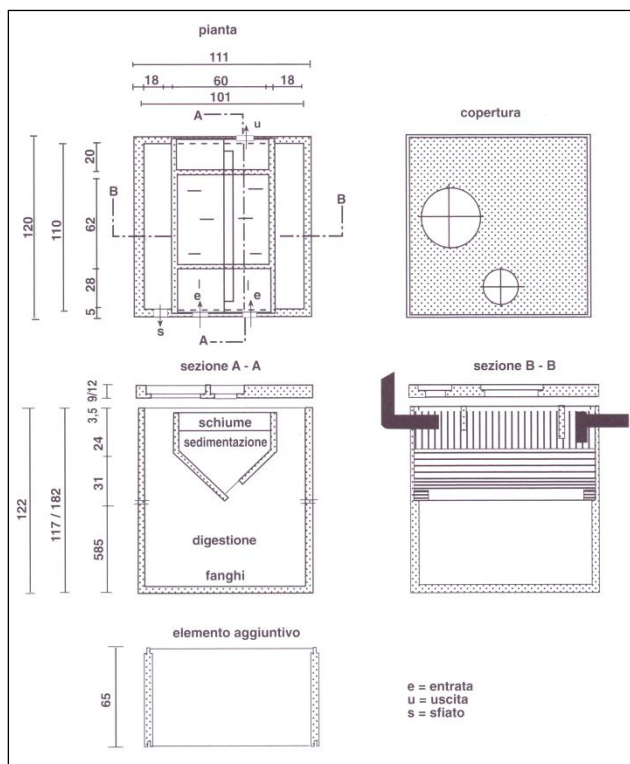 pianta
111
18 60 18
101
A
u
copertura
20
B B
120
110
62
28
e e
5
s
A
sezione A - A
sezione B - B
9/12
3,5
schiume
sedimentazione
24
31
122
117 / 182
digestione
585
fanghi
elemento aggiuntivo
65
e = entrata
u = uscita
s = sfiato